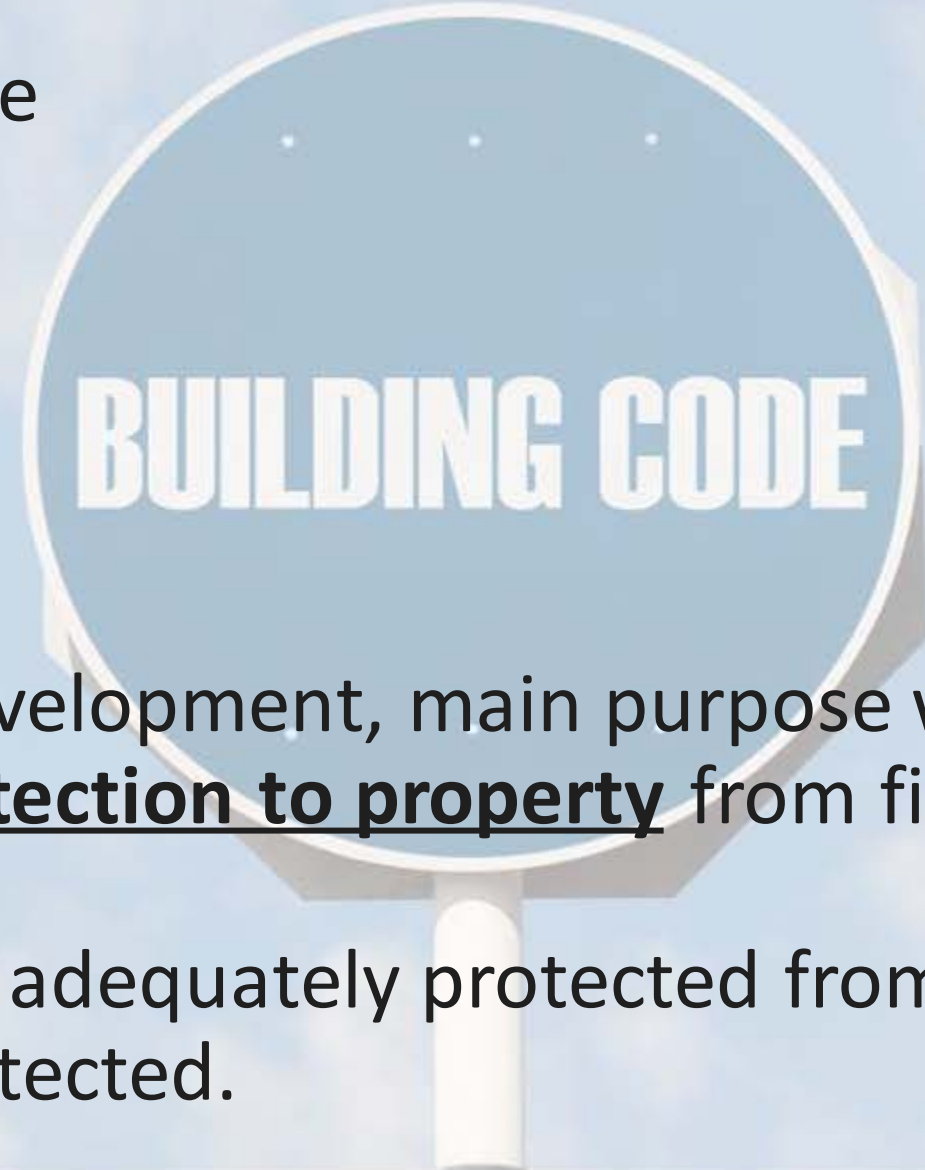 e
BUILDING CODE
velopment, main purpose
tection to property from fi
adequately protected from
tected.